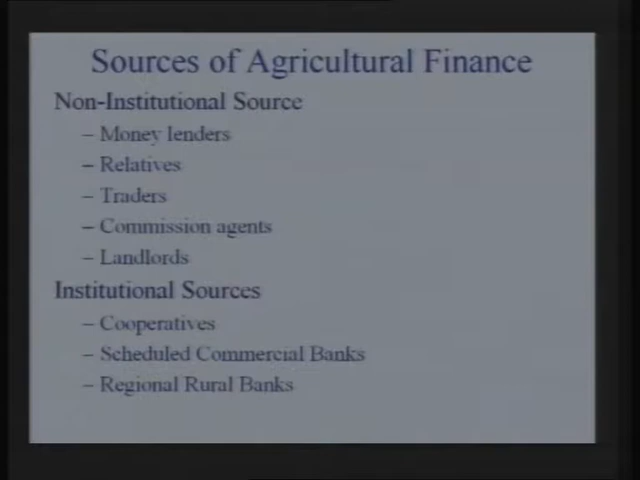 Sources of Agricultural Finance
Non-Institutional Source
– Money lenders
– Relatives
– Traders
– Commission agents
– Landlords
Institutional Sources
– Cooperatives
– Scheduled Commercial Banks
– Regional Rural Banks